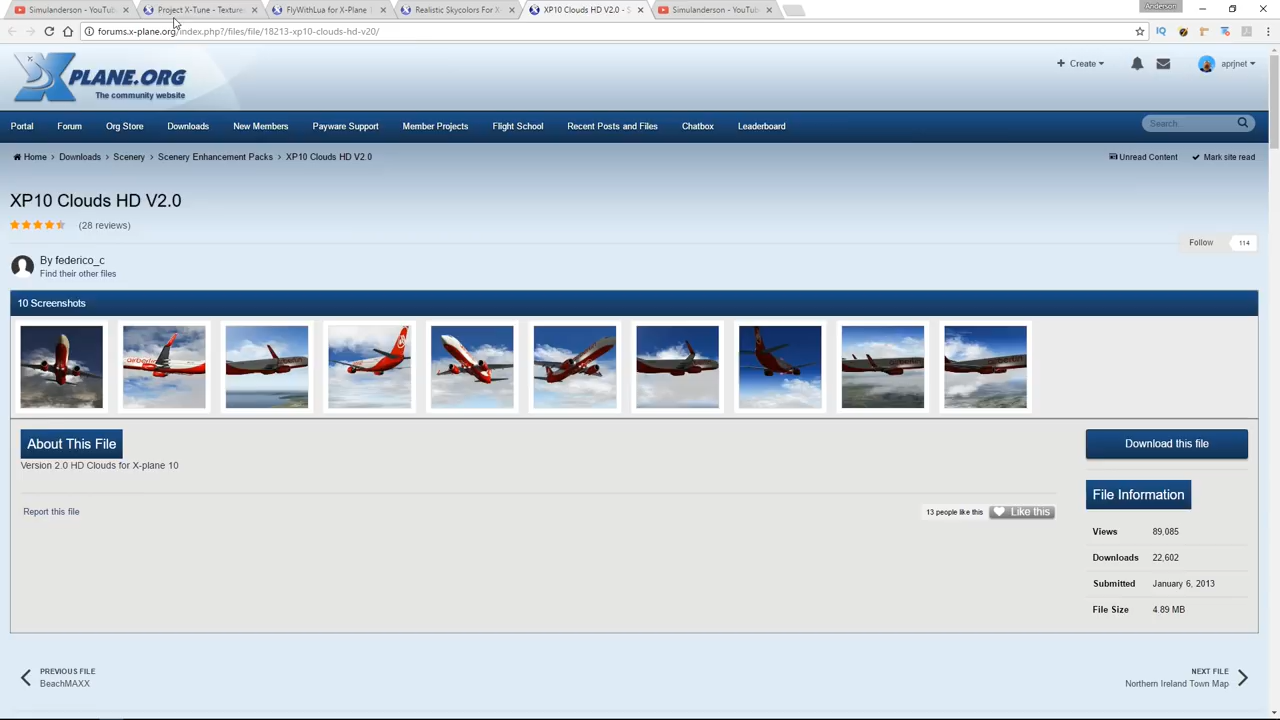 Simulanderson - YouTub
Project X-Tune - Texture
FlyWithLua for X-Plane
Realistic Skycolors For X
XP10 Clouds HD V2.0 - S
Simulanderson - YouTub
Anderson
forums.x-plane.org/index.php?/files/file/18213-xp10-clouds-hd-v20/
X
PLANE.ORG
The community website
Create
aprjnet
Portal
Forum
Org Store
Downloads
New Members
Payware Support
Member Projects
Flight School
Recent Posts and Files
Chatbox
Leaderboard
Search:
Home > Downloads > Scenery > Scenery Enhancement Packs > XP10 Clouds HD V2.0
Unread Content
Mark site read
XP10 Clouds HD V2.0
(28 reviews)
Follow 114
By federico_c
Find their other files
10 Screenshots
About This File
Version 2.0 HD Clouds for X-plane 10
Report this file
13 people like this
Like this
Download this file
File Information
Views 89,085
Downloads 22,602
Submitted January 6, 2013
File Size 4.89 MB
PREVIOUS FILE
BeachMAXX
NEXT FILE
Northern Ireland Town Map